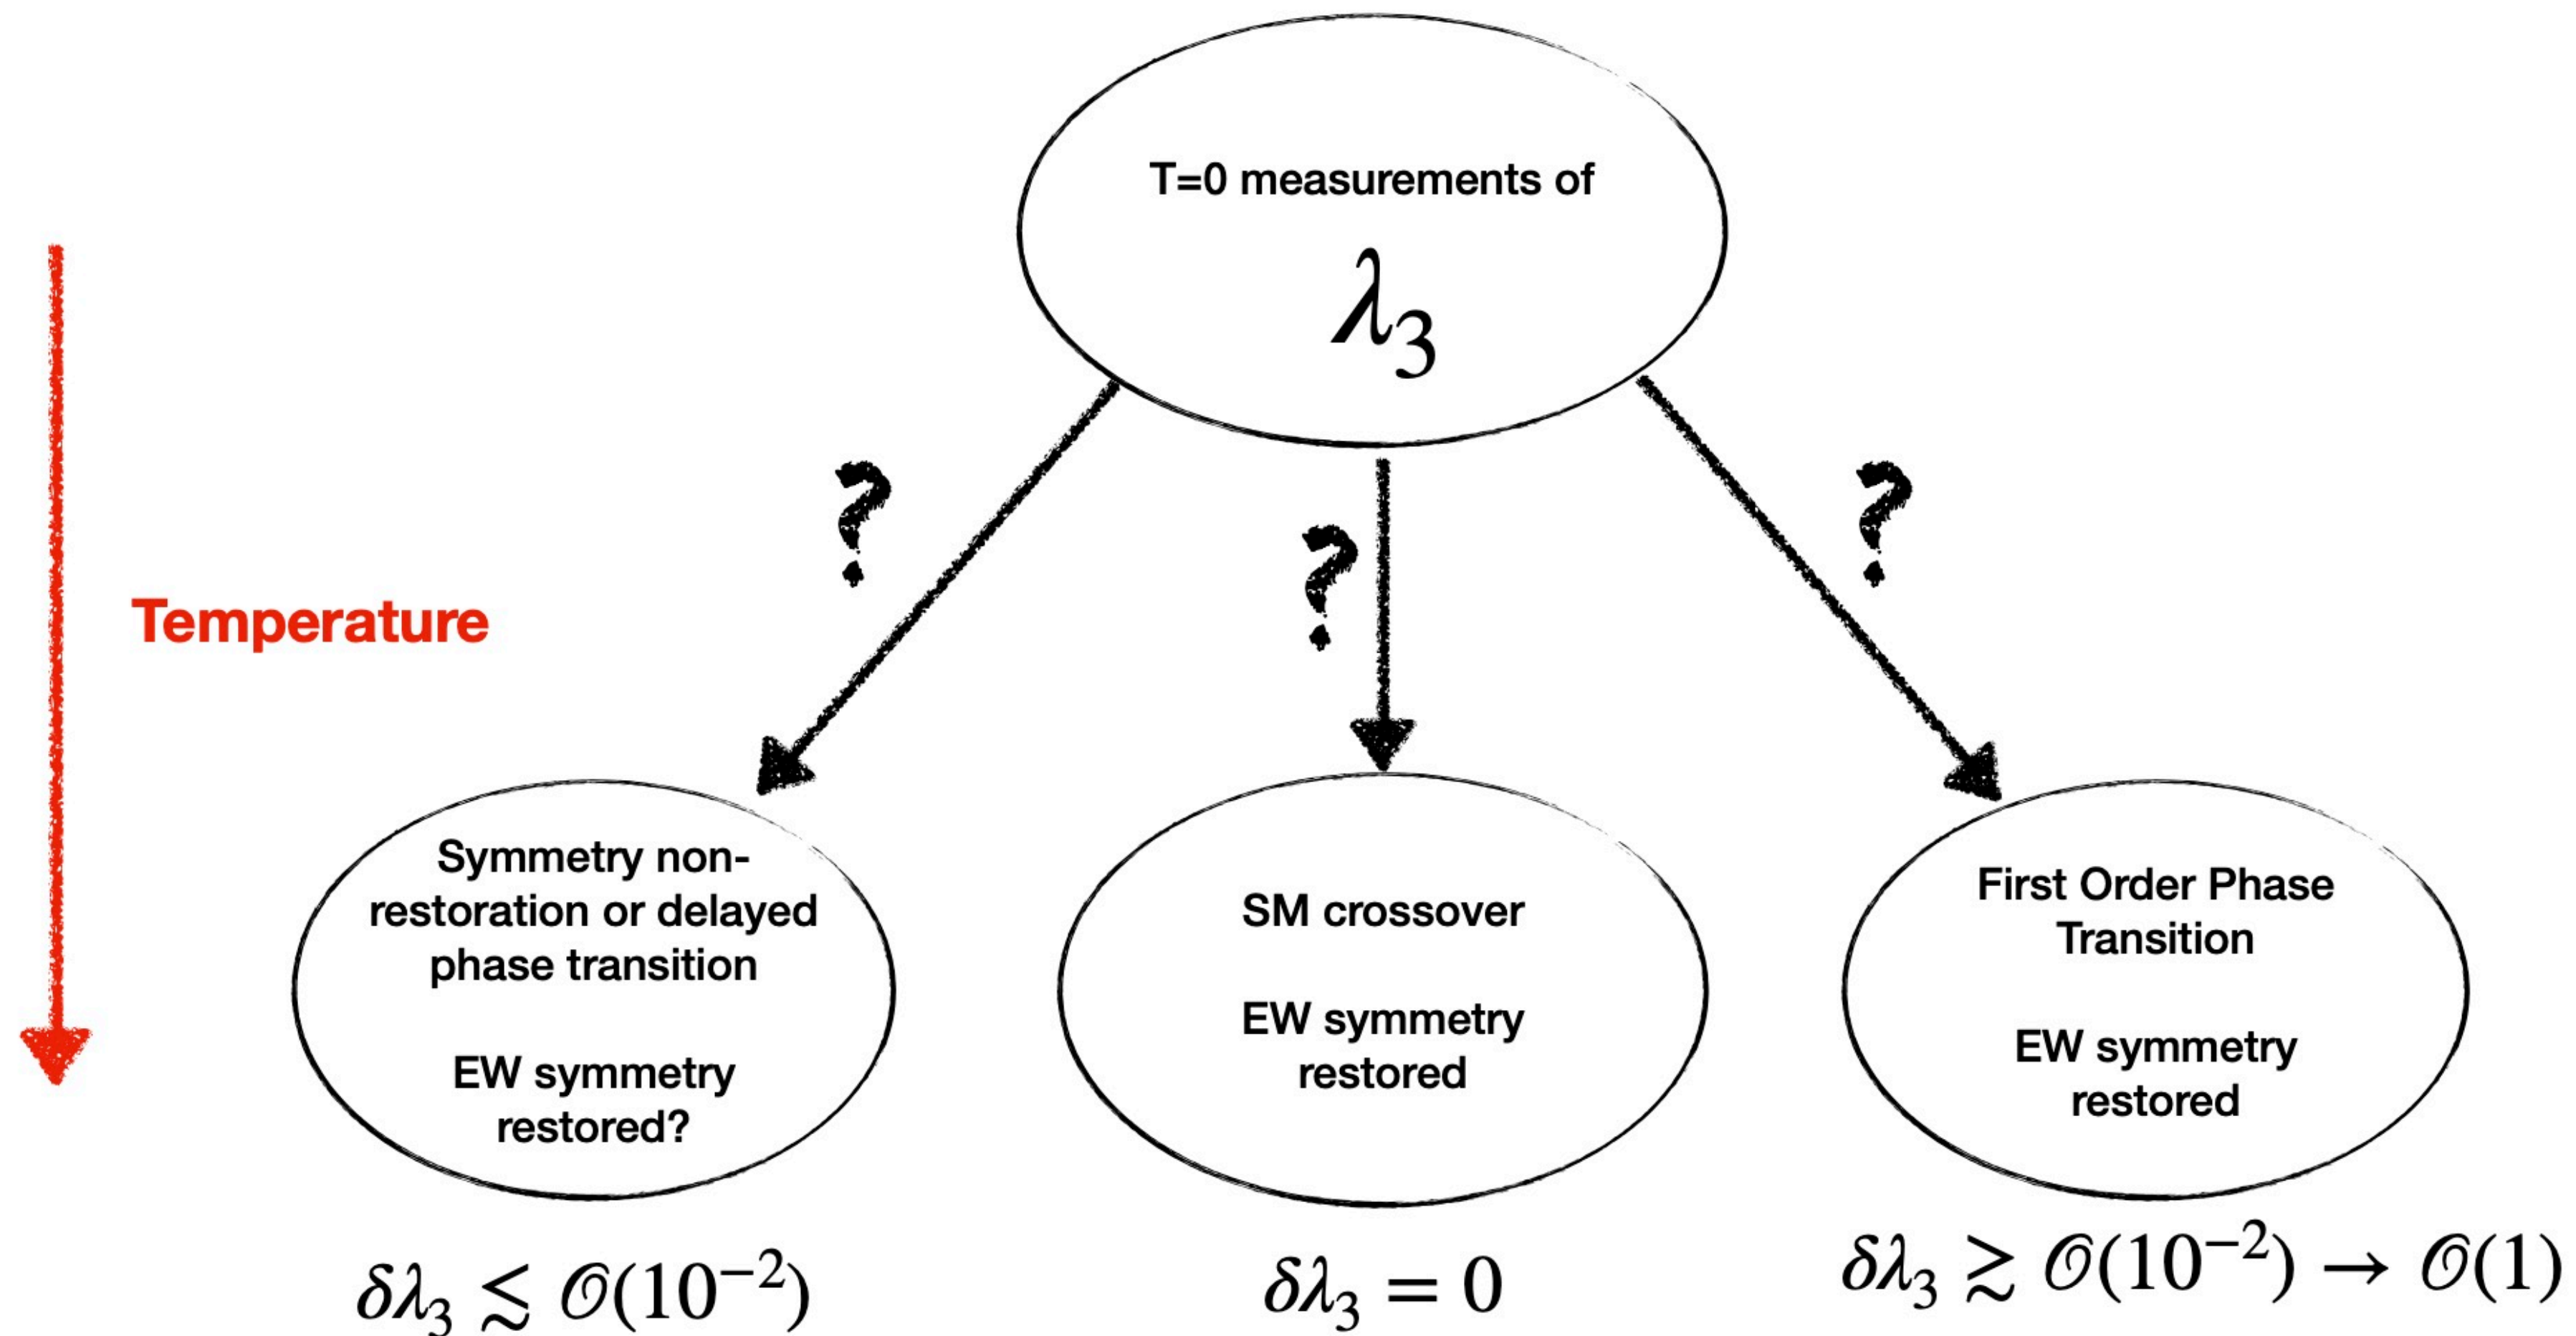 T=0 measurements of
λ₃
?
?
?
Temperature
Symmetry non-
restoration or delayed
phase transition
EW symmetry
restored?
SM crossover
EW symmetry
restored
First Order Phase
Transition
EW symmetry
restored
δλ₃ ≲ 𝒪(10⁻²)
δλ₃ = 0
δλ₃ ≳ 𝒪(10⁻²) → 𝒪(1)